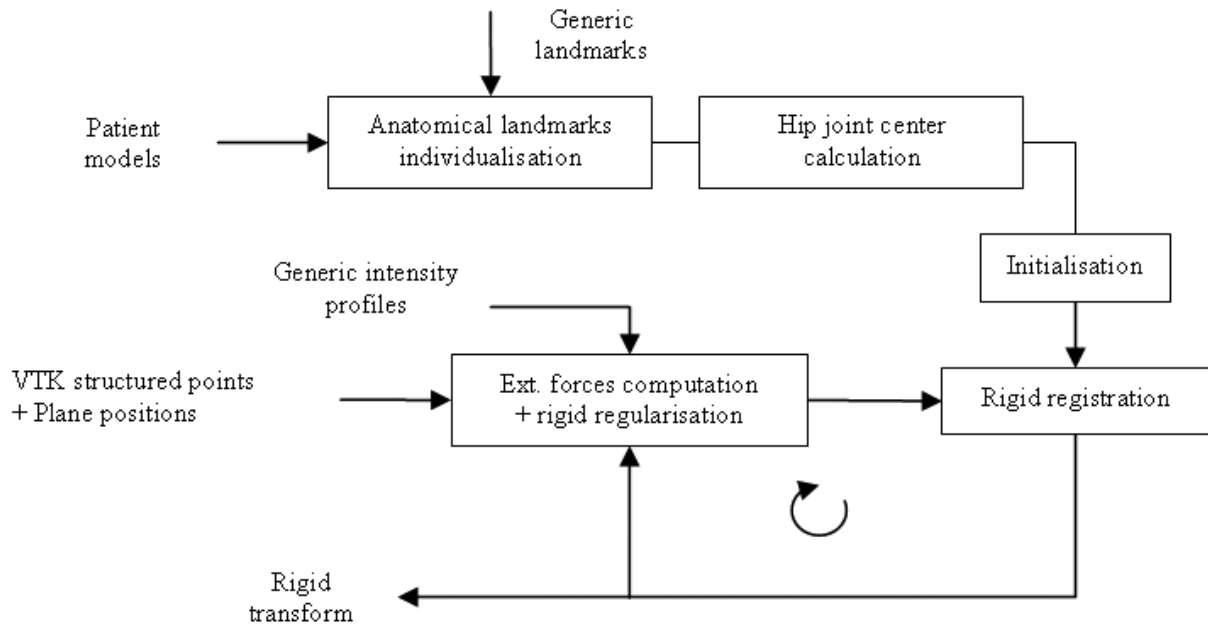 Generic
landmarks
Patient
models
Anatomical landmarks
individualisation
Hip joint center
calculation
Initialisation
Generic intensity
profiles
VTK structured points
+ Plane positions
Ext. forces computation
+ rigid regularisation
Rigid registration
Rigid
transform